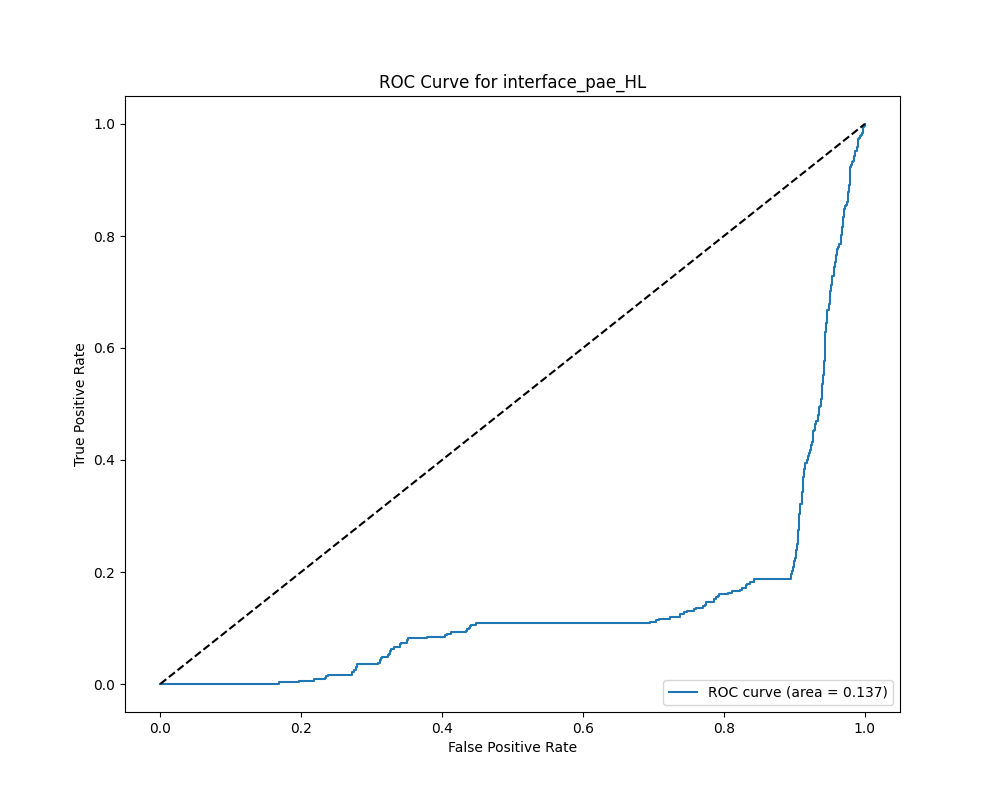 ROC Curve for interface_pae_HL
True Positive Rate
1.0
0.8
0.6
0.4
0.2
0.0
0.0 0.2 0.4 0.6 0.8 1.0
False Positive Rate
ROC curve (area = 0.137)